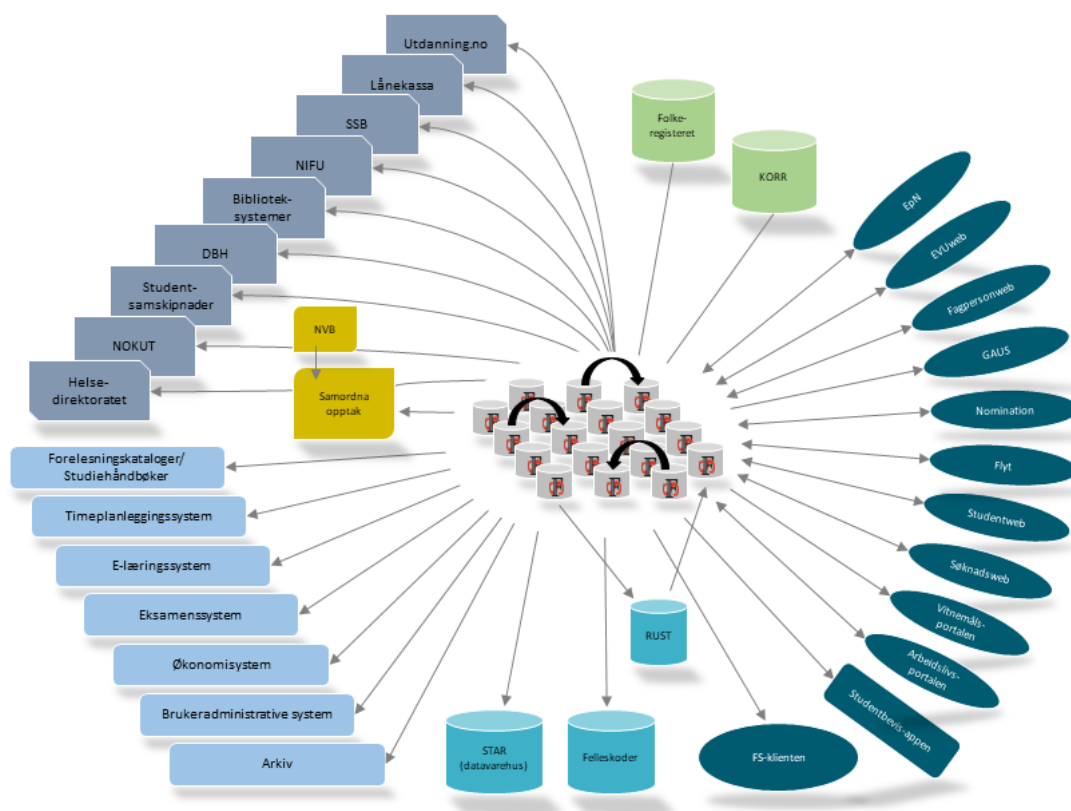 Utdanning.no
Lånekassa
SSB
NIFU
Bibliotek-
systemer
DBH
Student-
samskipnader
NOKUT
Helse-
direktoratet
NVB
Samordna
opptak
Folke-
registeret
KORR
EpN
EVUweb
Fagpersonweb
GAUS
Nomination
Flyt
Studentweb
Søknadsweb
Vitnemåls-
portalen
Arbeidslivs-
portalen
Studentbevis-appen
FS-klienten
Forelesningskataloger/
Studiehåndbøker
Timeplanleggingssystem
E-læringssystem
Eksamenssystem
Økonomisystem
Brukeradministrative system
Arkiv
RUST
STAR
(datavarehus)
Felleskoder